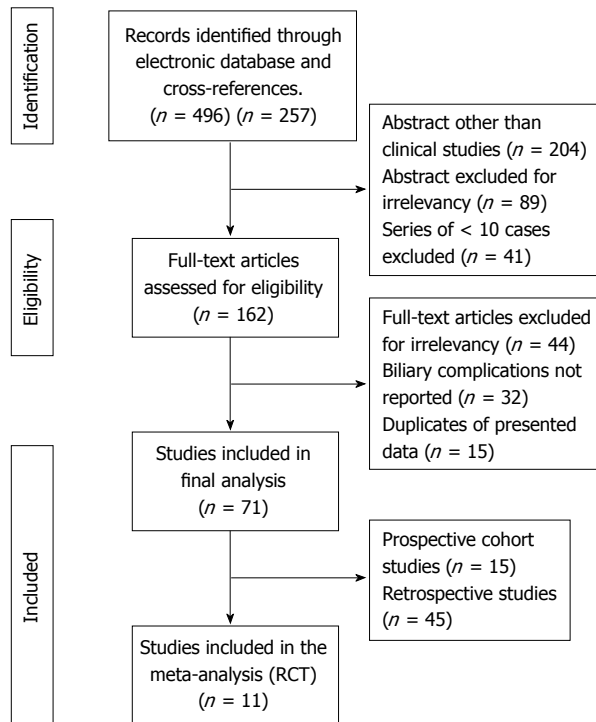 Identification
Records identified through
electronic database and
cross-references.
(n = 496) (n = 257)
Abstract other than
clinical studies (n = 204)
Abstract excluded for
irrelevancy (n = 89)
Series of < 10 cases
excluded (n = 41)
Eligibility
Full-text articles
assessed for eligibility
(n = 162)
Full-text articles excluded
for irrelevancy (n = 44)
Biliary complications not
reported (n = 32)
Duplicates of presented
data (n = 15)
Included
Studies included in
final analysis
(n = 71)
Prospective cohort
studies (n = 15)
Retrospective studies
(n = 45)
Studies included in the
meta-analysis (RCT)
(n = 11)